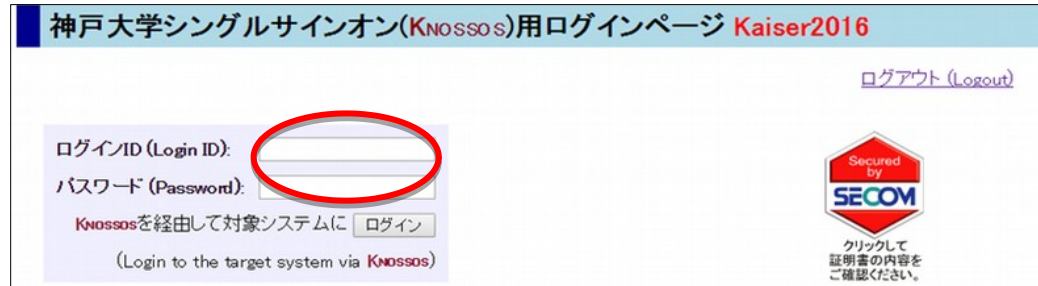 神戸大学シングルサインオン(KNOSSOS)用ログインページ Kaiser2016
ログアウト (Logout)
ログインID (Login ID):
パスワード (Password):
KNOSSOSを経由して対象システムに ログイン
(Login to the target system via KNOSSOS)
Secured
by
SECOM
クリックして
証明書の内容を
ご確認ください。